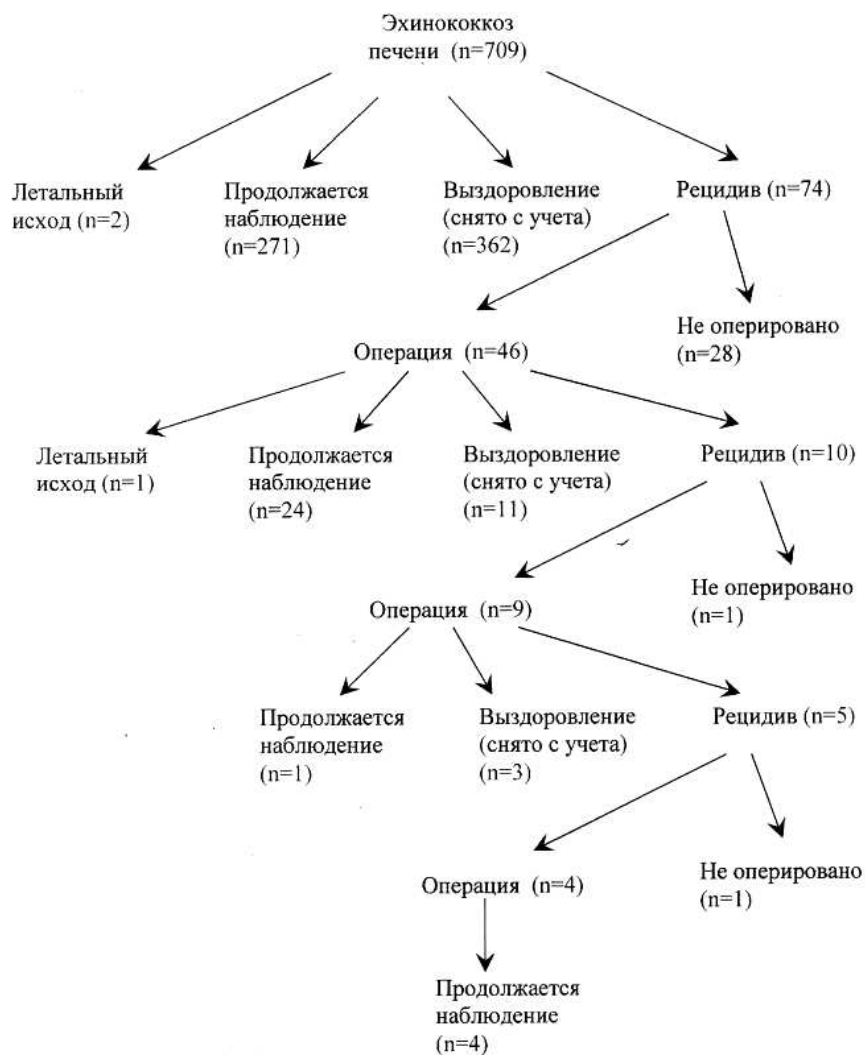 Эхинококкоз
печени (n=709)
Летальный
исход (n=2)
Продолжается
наблюдение
(n=271)
Выздоровление
(снято с учета)
(n=362)
Рецидив (n=74)
Не оперировано
(n=28)
Операция (n=46)
Летальный
исход (n=1)
Продолжается
наблюдение
(n=24)
Выздоровление
(снято с учета)
(n=11)
Рецидив (n=10)
Не оперировано
(n=1)
Операция (n=9)
Продолжается
наблюдение
(n=1)
Выздоровление
(снято с учета)
(n=3)
Рецидив (n=5)
Не оперировано
(n=1)
Операция (n=4)
Продолжается
наблюдение
(n=4)